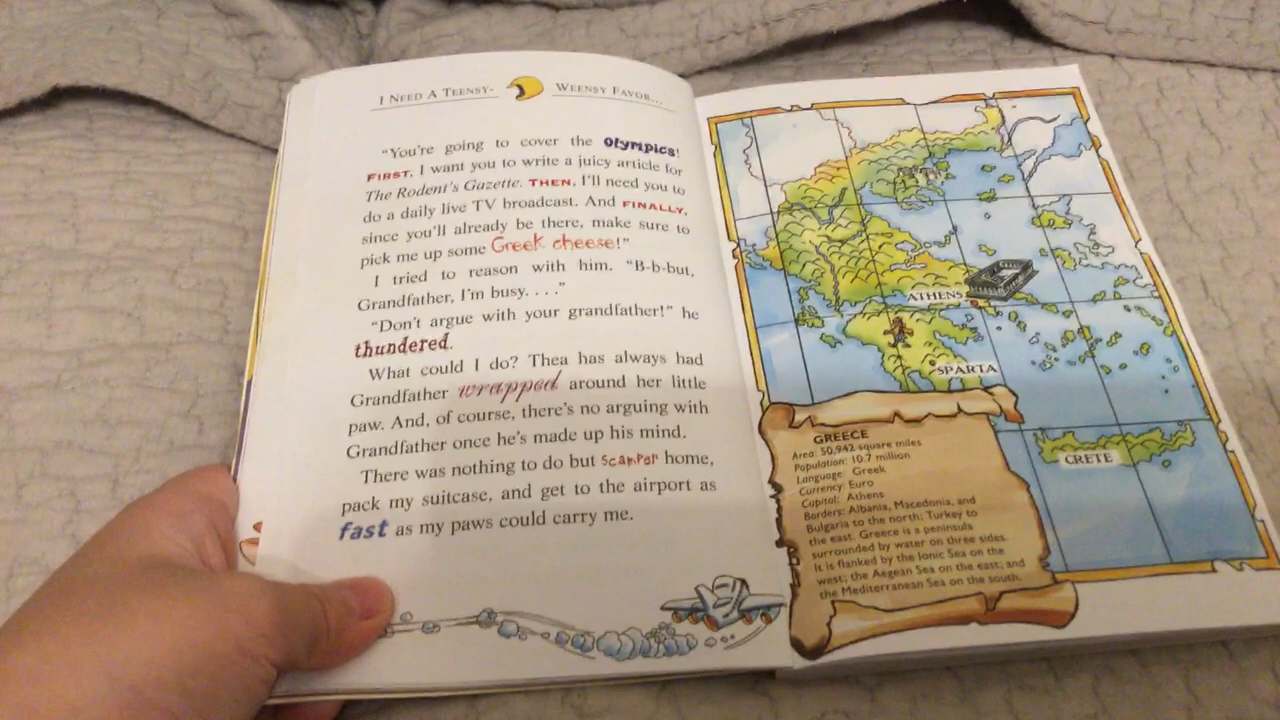 I NEED A TEENSY- WEENSY FAVOR...
“You’re going to cover the Olympics!
FIRST, I want you to write a juicy article for
The Rodent’s Gazette. THEN, I’ll need you to
do a daily live TV broadcast. And FINALLY,
since you’ll already be there, make sure to
pick me up some Greek cheese!”
I tried to reason with him. “B-b-but,
Grandfather, I’m busy. . . .”
“Don’t argue with your grandfather!” he
thundered.
What could I do? Thea has always had
Grandfather wrapped around her little
paw. And, of course, there’s no arguing with
Grandfather once he’s made up his mind.
There was nothing to do but scamper home,
pack my suitcase, and get to the airport as
fast as my paws could carry me.
ATHENS
SPARTA
CRETE
GREECE
Area: 50,942 square miles
Population: 10.7 million
Language: Greek
Currency: Euro
Capitol: Athens
Borders: Albania, Macedonia, and
Bulgaria to the north; Turkey to
the east. Greece is a peninsula
surrounded by water on three sides.
It is flanked by the Ionic Sea on the
west; the Aegean Sea on the east; and
the Mediterranean Sea on the south.